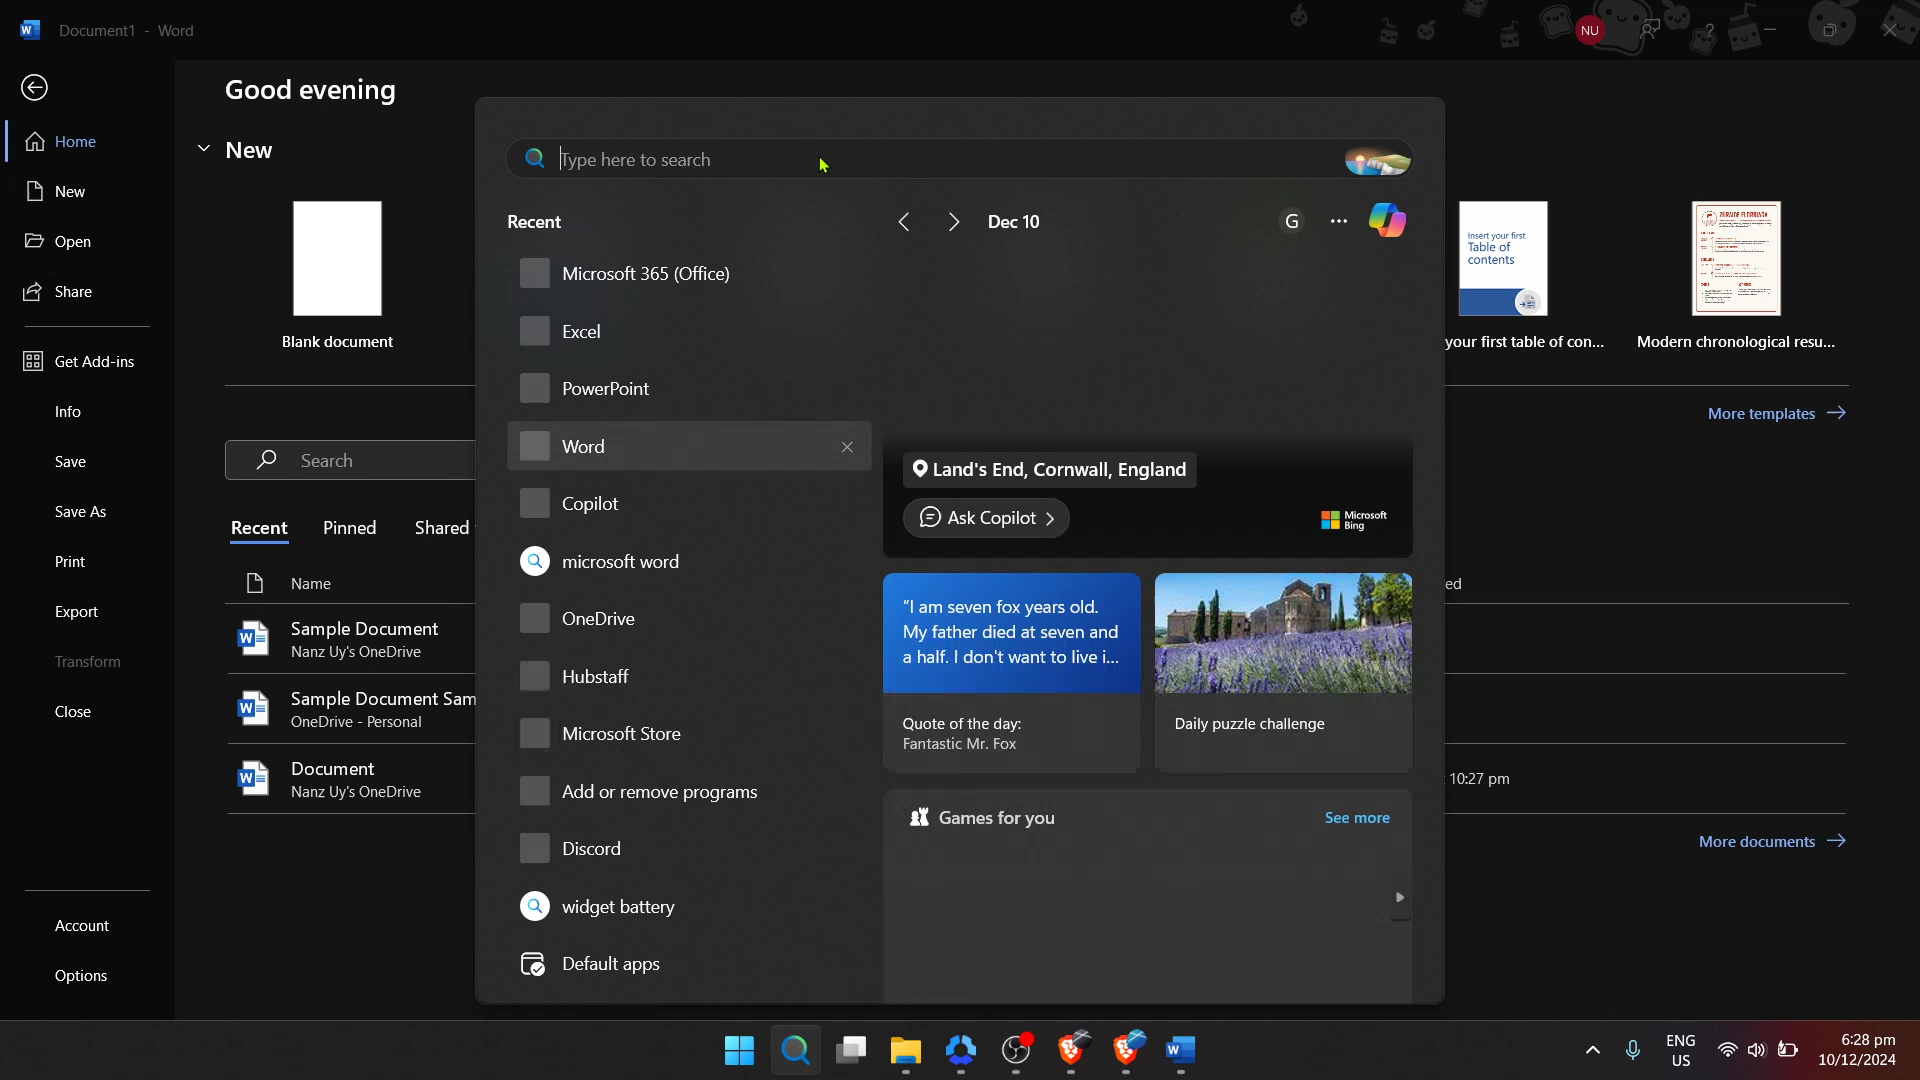 Document1 - Word
NU
?
Good evening
Home
New
Open
Share
Get Add-ins
Info
Save
Save As
Print
Export
Transform
Close
Account
Options
New
Blank document
Insert your first
Table of
contents
your first table of con...
Modern chronological resu...
More templates
Search
Recent Pinned Shared
Name
ed
Sample Document
Nanz Uy's OneDrive
Sample Document Sam
OneDrive - Personal
Document
Nanz Uy's OneDrive
10:27 pm
More documents
Type here to search
Recent
Microsoft 365 (Office)
Excel
PowerPoint
Word
Copilot
microsoft word
OneDrive
Hubstaff
Microsoft Store
Add or remove programs
Discord
widget battery
Default apps
Dec 10
G
Land's End, Cornwall, England
Ask Copilot
Microsoft
Bing
"I am seven fox years old.
My father died at seven and
a half. I don't want to live i...
Quote of the day:
Fantastic Mr. Fox
Daily puzzle challenge
Games for you
See more
ENG
US
6:28 pm
10/12/2024